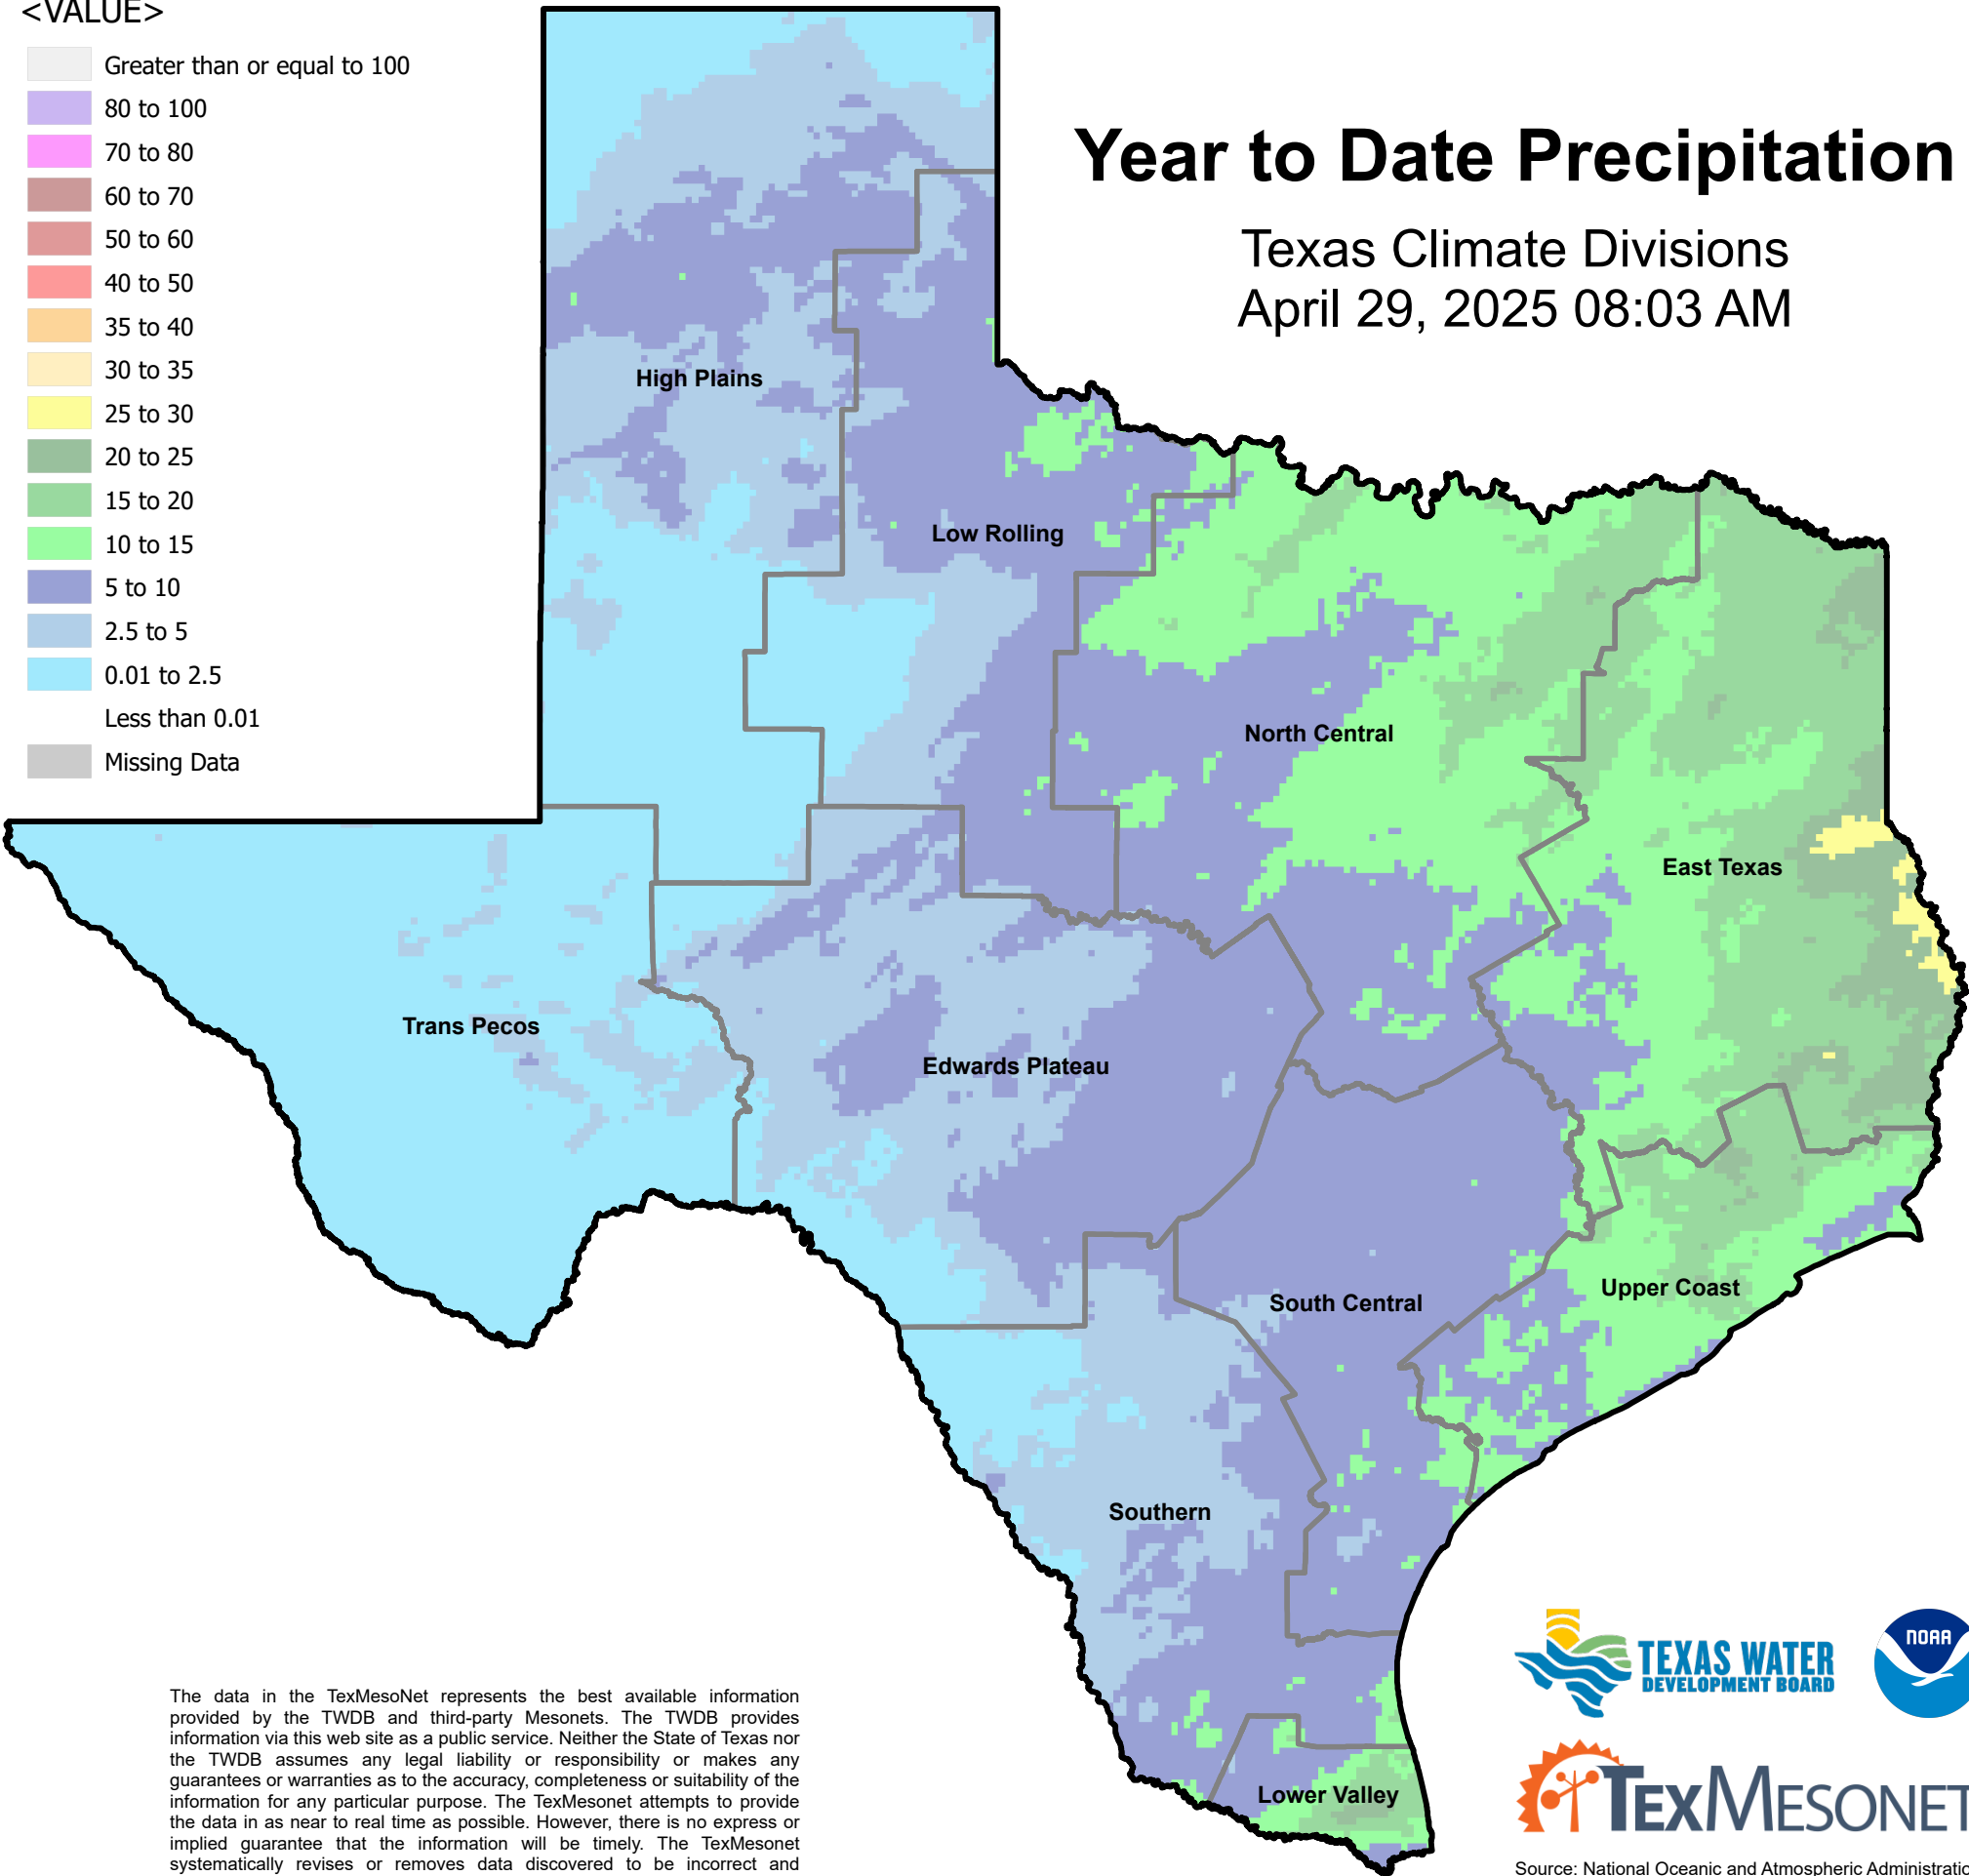 <VALUE>
Greater than or equal to 100
80 to 100
70 to 80
60 to 70
50 to 60
40 to 50
35 to 40
30 to 35
25 to 30
20 to 25
15 to 20
10 to 15
5 to 10
2.5 to 5
0.01 to 2.5
Less than 0.01
Missing Data
Year to Date Precipitation
Texas Climate Divisions
April 29, 2025 08:03 AM
High Plains
Low Rolling
North Central
East Texas
Trans Pecos
Edwards Plateau
Upper Coast
South Central
Southern
Lower Valley
The data in the TexMesoNet represents the best available information
provided by the TWDB and third-party Mesonets. The TWDB provides
information via this web site as a public service. Neither the State of Texas nor
the TWDB assumes any legal liability or responsibility or makes any
guarantees or warranties as to the accuracy, completeness or suitability of the
information for any particular purpose. The TexMesonet attempts to provide
the data in as near to real time as possible. However, there is no express or
implied guarantee that the information will be timely. The TexMesonet
systematically revises or removes data discovered to be incorrect and
TEXAS WATER
DEVELOPMENT BOARD
NOAA
TEXMESONET
Source: National Oceanic and Atmospheric Administratio